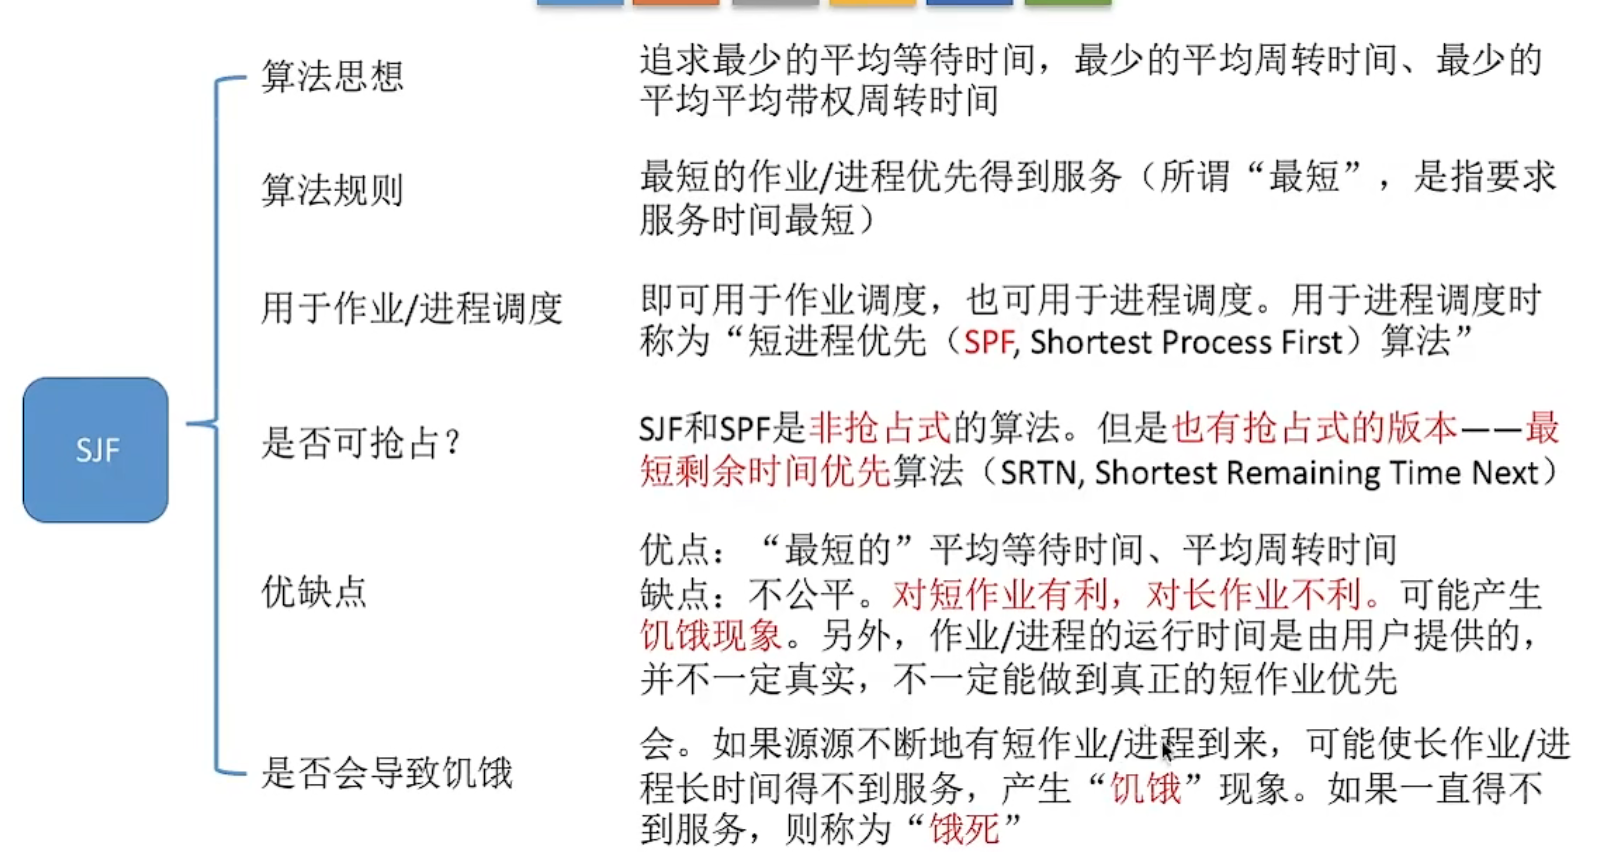 算法思想
追求最少的平均等待时间，最少的平均周转时间、最少的
平均平均带权周转时间
算法规则
最短的作业/进程优先得到服务（所谓“最短”，是指要求
服务时间最短）
用于作业/进程调度
即可用于作业调度，也可用于进程调度。用于进程调度时
称为“短进程优先（SPF, Shortest Process First）算法”
SJF
是否可抢占？
SJF和SPF是非抢占式的算法。但是也有抢占式的版本——最
短剩余时间优先算法（SRTN, Shortest Remaining Time Next）
优缺点
优点：“最短的”平均等待时间、平均周转时间
缺点：不公平。对短作业有利，对长作业不利。可能产生
饥饿现象。另外，作业/进程的运行时间是由用户提供的，
并不一定真实，不一定能做到真正的短作业优先
是否会导致饥饿
会。如果源源不断地有短作业/进程到来，可能使长作业/进
程长时间得不到服务，产生“饥饿”现象。如果一直得不
到服务，则称为“饿死”